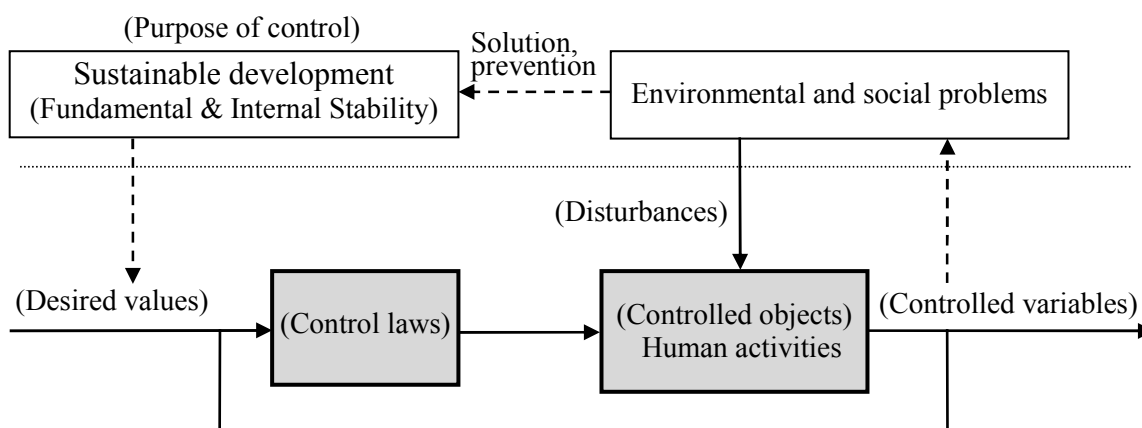 (Purpose of control)
Sustainable development
(Fundamental & Internal Stability)
Solution,
prevention
Environmental and social problems
(Disturbances)
(Desired values)
(Control laws)
(Controlled objects)
Human activities
(Controlled variables)